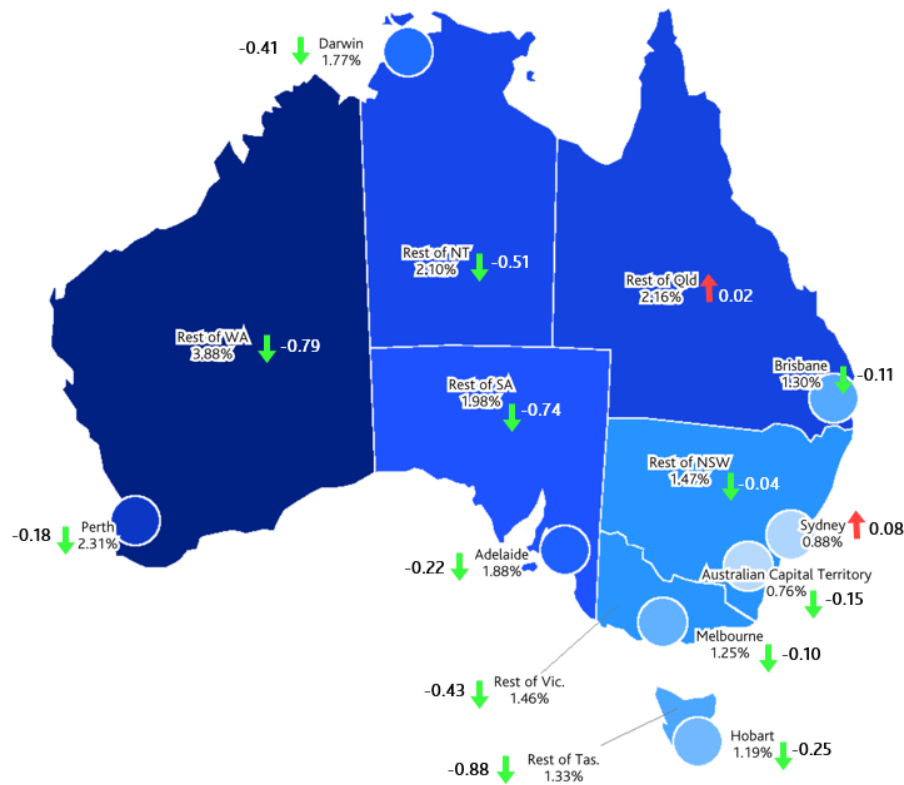 -0.41
Darwin
1.77%
Rest of NT
2.10%
-0.51
Rest of Qld
2.16%
0.02
Rest of WA
3.88%
-0.79
Rest of SA
1.98%
-0.74
Brisbane
1.30%
-0.11
Rest of NSW
1.47%
-0.04
-0.18
Perth
2.31%
Sydney
0.88%
0.08
-0.22
Adelaide
1.88%
Australian Capital Territory
0.76%
-0.15
Melbourne
1.25%
-0.10
-0.43
Rest of Vic.
1.46%
Hobart
1.19%
-0.25
-0.88
Rest of Tas.
1.33%